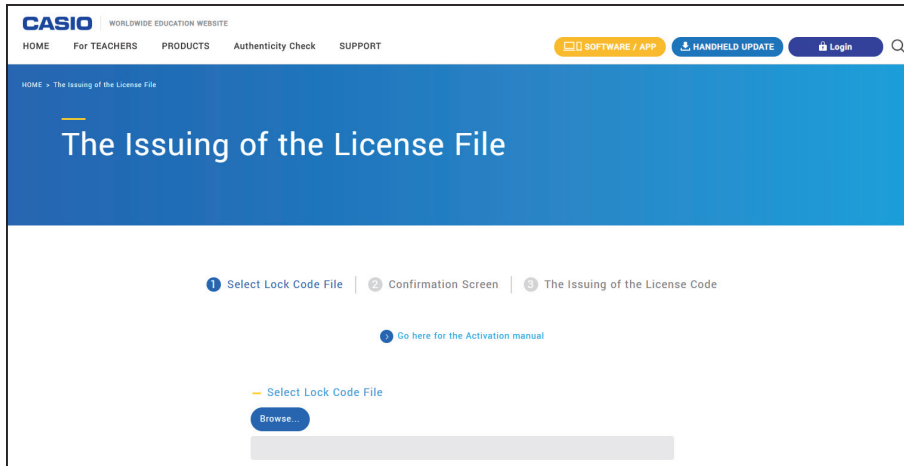 CASIO WORLDWIDE EDUCATION WEBSITE
HOME For TEACHERS PRODUCTS Authenticity Check SUPPORT SOFTWARE / APP HANDHELD UPDATE Login
HOME > The Issuing of the License File
The Issuing of the License File
1 Select Lock Code File 2 Confirmation Screen 3 The Issuing of the License Code
Go here for the Activation manual
Select Lock Code File
Browse...